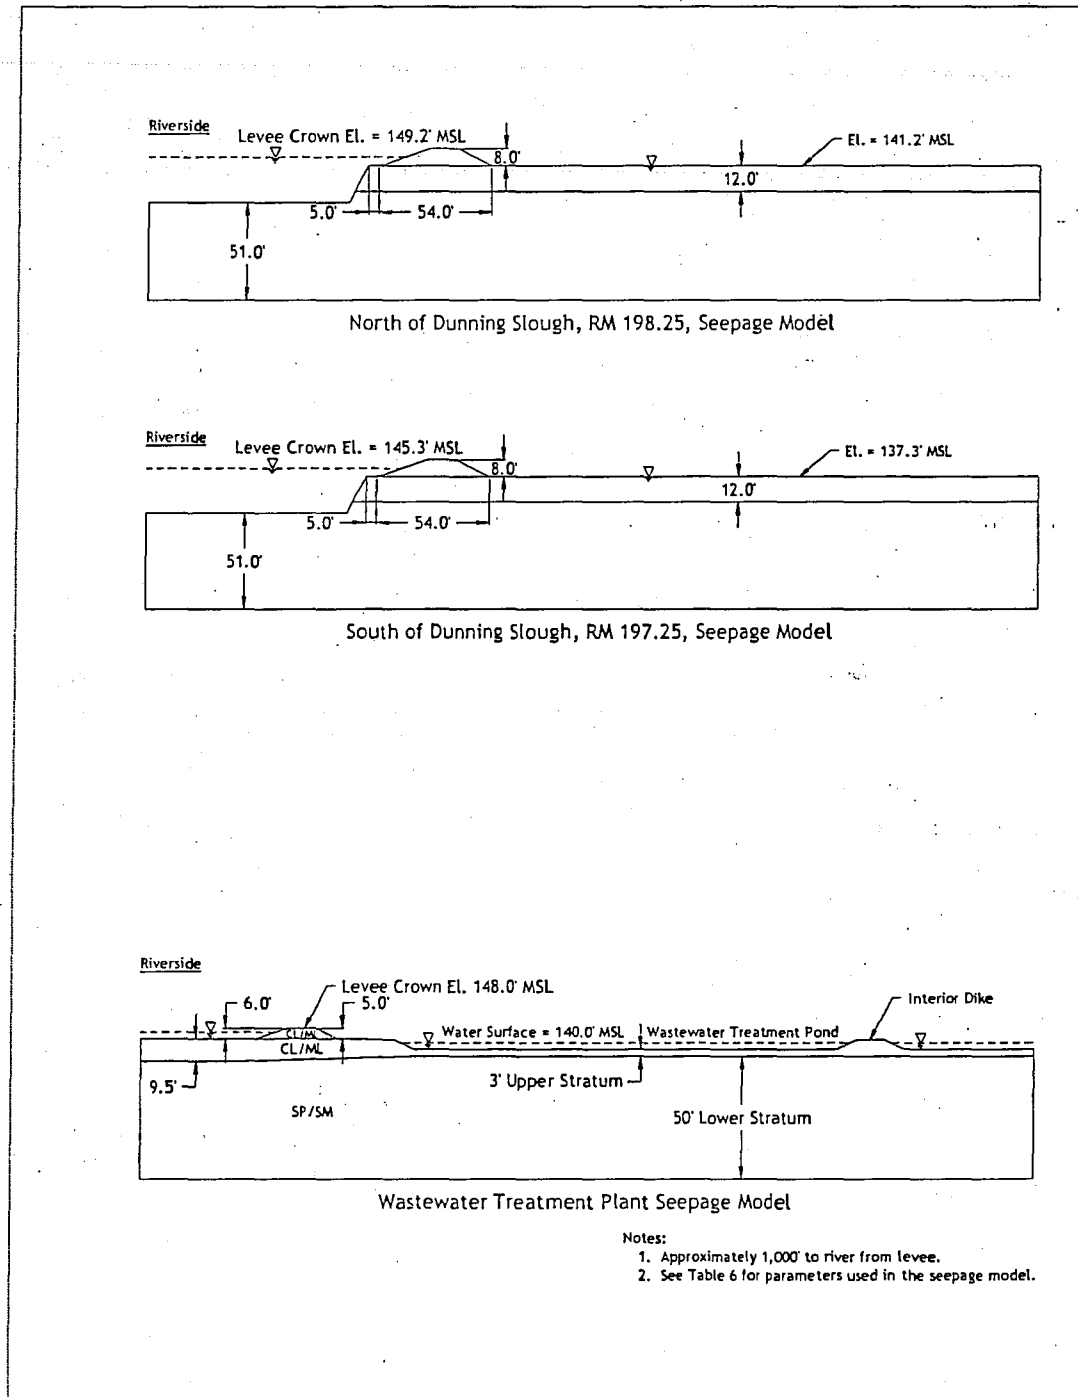 Riverside
Levee Crown El. = 149.2' MSL
8.0'
El. = 141.2' MSL
12.0'
5.0'
54.0'
51.0'
North of Dunning Slough, RM 198.25, Seepage Model
Riverside
Levee Crown El. = 145.3' MSL
8.0'
El. = 137.3' MSL
12.0'
5.0'
54.0'
51.0'
South of Dunning Slough, RM 197.25, Seepage Model
Riverside
6.0'
Levee Crown El. 148.0' MSL
5.0'
Interior Dike
CL/ML
CL/ML
Water Surface = 140.0' MSL
Wastewater Treatment Pond
9.5'
3' Upper Stratum
SP/SM
50' Lower Stratum
Wastewater Treatment Plant Seepage Model
Notes:
1. Approximately 1,000' to river from levee.
2. See Table 6 for parameters used in the seepage model.